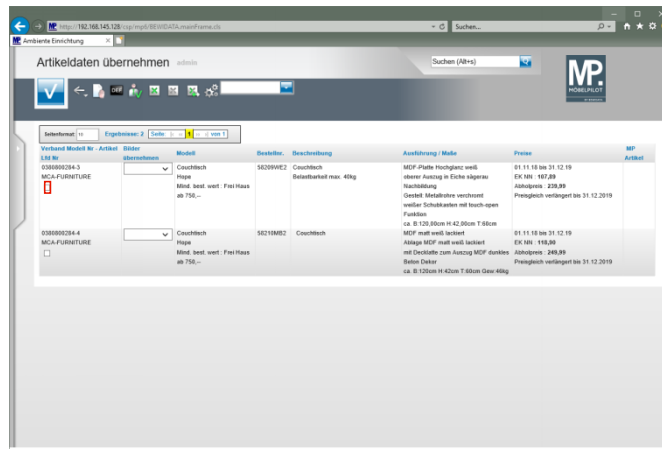 http://192.168.145.128/csp/mp6/BEWIDATA.mainFrame.cls
Suchen...
Ambiente Einrichtung
Artikeldaten übernehmen admin
Suchen (Alt+s)
MP.
MÖBELPILOT
Seitenformat
Ergebnisse: 2
Seite:
1
von 1
Verband Modell Nr - Artikel Lfd Nr
Bilder übernehmen
Modell
Bestellnr.
Beschreibung
Ausführung / Maße
Preise
MP Artikel
0380800284-3
MCA-FURNITURE
Couchtisch
Hope
Mind. best. wert : Frei Haus
ab 750,--
58209WE2
Couchtisch
Belastbarkeit max. 40kg
MDF-Platte Hochglanz weiß
oberer Auszug in Eiche sägerau
Nachbildung
Gestell: Metallrohre verchromt
weißer Schubkasten mit touch-open
Funktion
ca. B:120,00cm H:42,00cm T:60cm
01.11.18 bis 31.12.19
EK NN : 107,89
Abholpreis : 239,99
Preisgleich verlängert bis 31.12.2019
0380800284-4
MCA-FURNITURE
Couchtisch
Hope
Mind. best. wert : Frei Haus
ab 750,--
58210MB2
Couchtisch
MDF matt weiß lackiert
Ablage MDF matt weiß lackiert
mit Decklatte zum Auszug MDF dunkles
Beton Dekor
ca. B:120cm H:42cm T:60cm Gew 46kg
01.11.18 bis 31.12.19
EK NN : 118,00
Abholpreis : 249,99
Preisgleich verlängert bis 31.12.2019